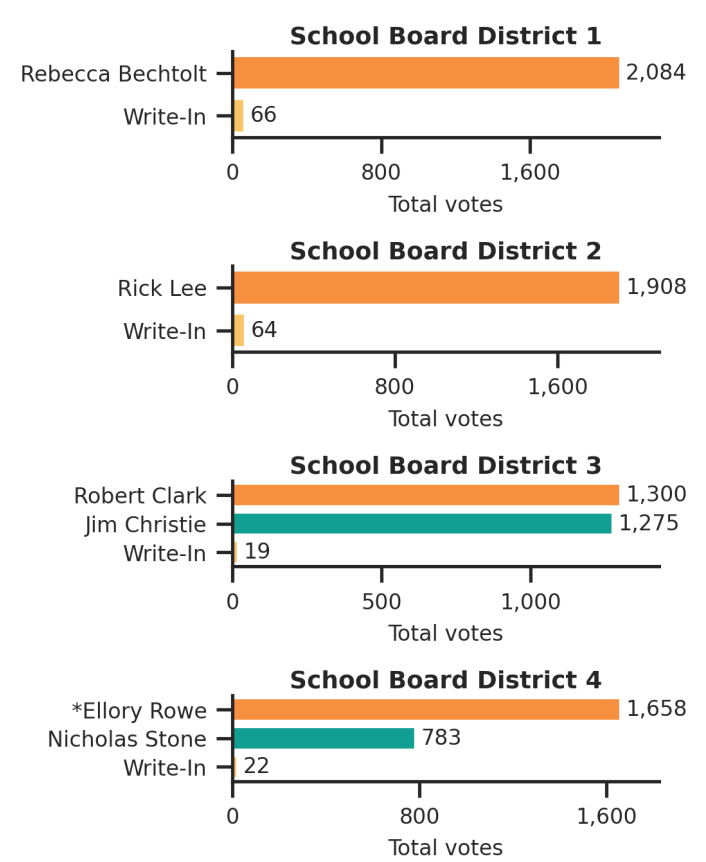 School Board District 1
Rebecca Bechtolt 2,084
Write-In 66
0 800 1,600
Total votes
School Board District 2
Rick Lee 1,908
Write-In 64
0 800 1,600
Total votes
School Board District 3
Robert Clark 1,300
Jim Christie 1,275
Write-In 19
0 500 1,000
Total votes
School Board District 4
*Ellory Rowe 1,658
Nicholas Stone 783
Write-In 22
0 800 1,600
Total votes